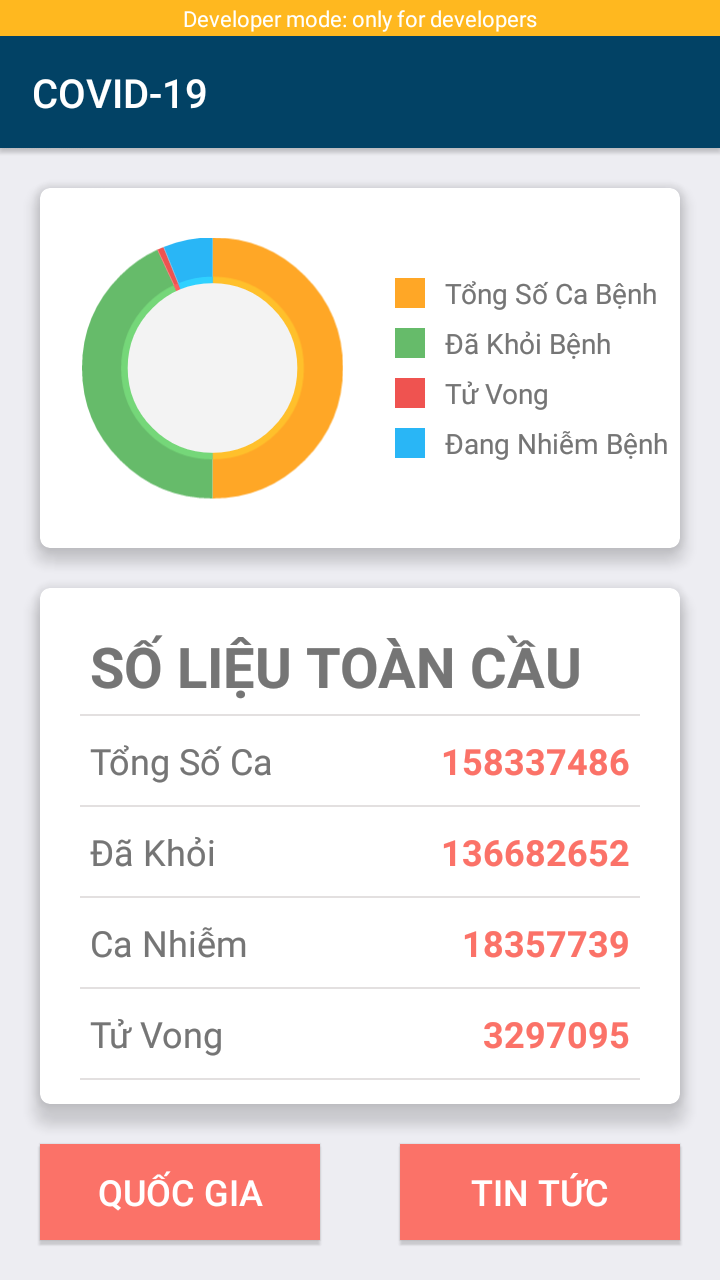 Developer mode: only for developers
COVID-19
Tổng Số Ca Bệnh
Đã Khỏi Bệnh
Tử Vong
Đang Nhiễm Bệnh
SỐ LIỆU TOÀN CẦU
Tổng Số Ca 158337486
Đã Khỏi 136682652
Ca Nhiễm 18357739
Tử Vong 3297095
QUỐC GIA TIN TỨC